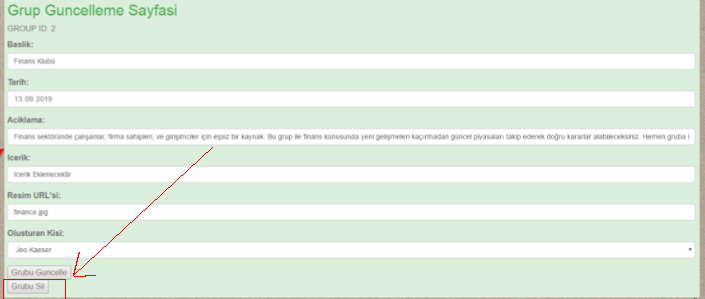 Grup Guncelleme Sayfasi
GROUP ID: 2
Baslik:
Finans Klubü
Tarih:
13.09.2019
Aciklama:
Finans sektöründe çalışanlar, firma sahipleri, ve girişimciler için eşsiz bir kaynak. Bu grup ile finans konusunda yeni gelişmeleri kaçırmadan güncel piyasaları takip ederek doğru kararlar alabileceksiniz. Hemen gruba
Icerik:
Icerik Eklenecektir
Resim URL'si:
finance.jpg
Olusturan Kisi:
Jeo Kaeser
Grubu Guncelle
Grubu Sil